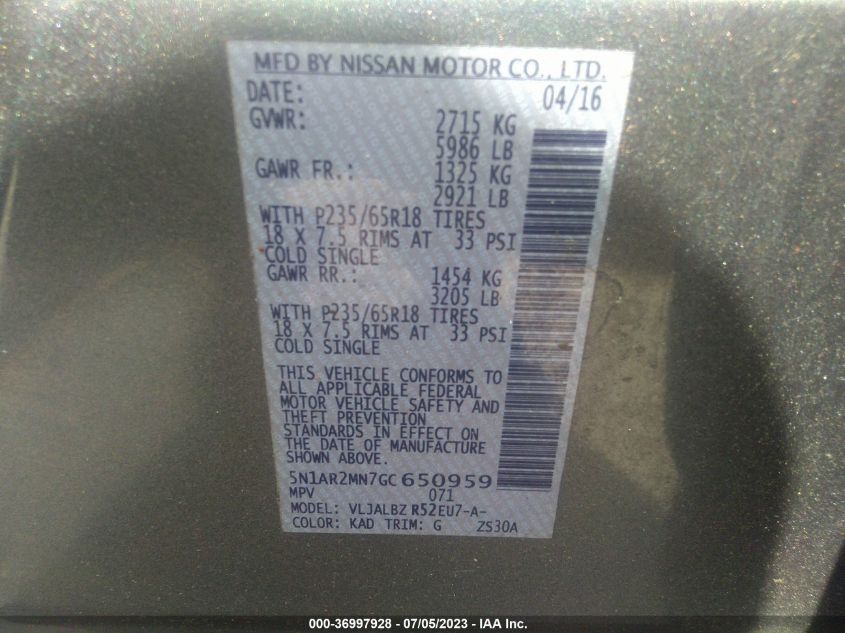 MFD BY NISSAN MOTOR CO., LTD.
DATE: 04/16
GVWR: 2715 KG
5986 LB
GAWR FR.: 1325 KG
2921 LB
WITH P235/65R18 TIRES
18 X 7.5 RIMS AT 33 PSI
COLD SINGLE
GAWR RR.: 1454 KG
3205 LB
WITH P235/65R18 TIRES
18 X 7.5 RIMS AT 33 PSI
COLD SINGLE
THIS VEHICLE CONFORMS TO
ALL APPLICABLE FEDERAL
MOTOR VEHICLE SAFETY AND
THEFT PREVENTION
STANDARDS IN EFFECT ON
THE DATE OF MANUFACTURE
SHOWN ABOVE.
5N1AR2MN7GC650959
MPV 071
MODEL: VLJALBZ R52EU7-A-
COLOR: KAD TRIM: G ZS30A
000-36997928 - 07/05/2023 - IAA Inc.